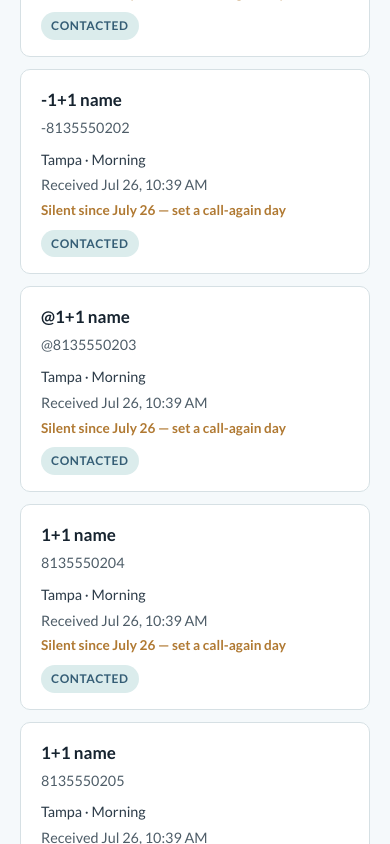 CONTACTED
-1+1 name
-8135550202
Tampa · Morning
Received Jul 26, 10:39 AM
Silent since July 26 — set a call-again day
CONTACTED
@1+1 name
@8135550203
Tampa · Morning
Received Jul 26, 10:39 AM
Silent since July 26 — set a call-again day
CONTACTED
1+1 name
8135550204
Tampa · Morning
Received Jul 26, 10:39 AM
Silent since July 26 — set a call-again day
CONTACTED
1+1 name
8135550205
Tampa · Morning
Received Jul 26, 10:39 AM